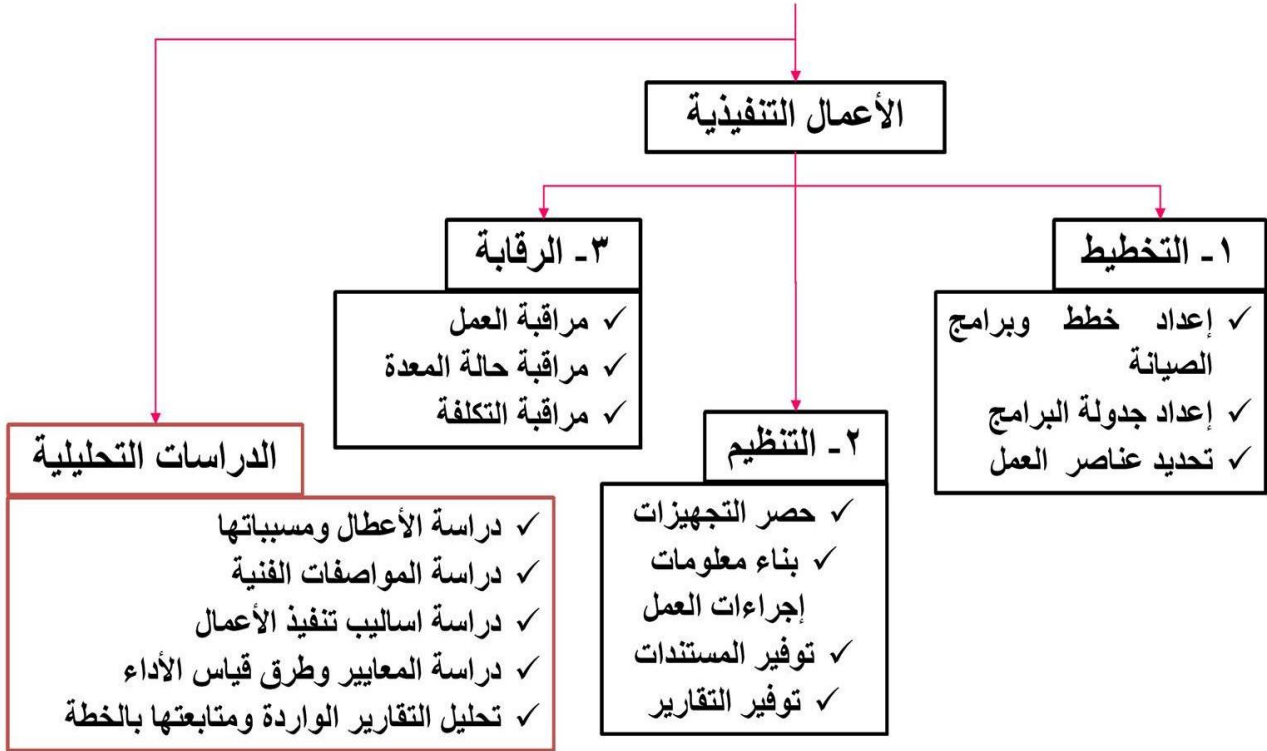 الأعمال التنفيذية
١- التخطيط
✓ إعداد خطط وبرامج
الصيانة
✓ إعداد جدولة البرامج
✓ تحديد عناصر العمل
٢- التنظيم
✓ حصر التجهيزات
✓ بناء معلومات
إجراءات العمل
✓ توفير المستندات
✓ توفير التقارير
٣- الرقابة
✓ مراقبة العمل
✓ مراقبة حالة المعدة
✓ مراقبة التكلفة
الدراسات التحليلية
✓ دراسة الأعطال ومسبباتها
✓ دراسة المواصفات الفنية
✓ دراسة اساليب تنفيذ الأعمال
✓ دراسة المعايير وطرق قياس الأداء
✓ تحليل التقارير الواردة ومتابعتها بالخطة